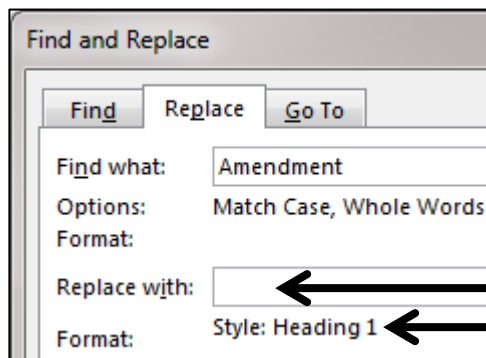 Find and Replace
Find Replace Go To
Find what: Amendment
Options: Match Case, Whole Words
Format:
Replace with:
Format: Style: Heading 1